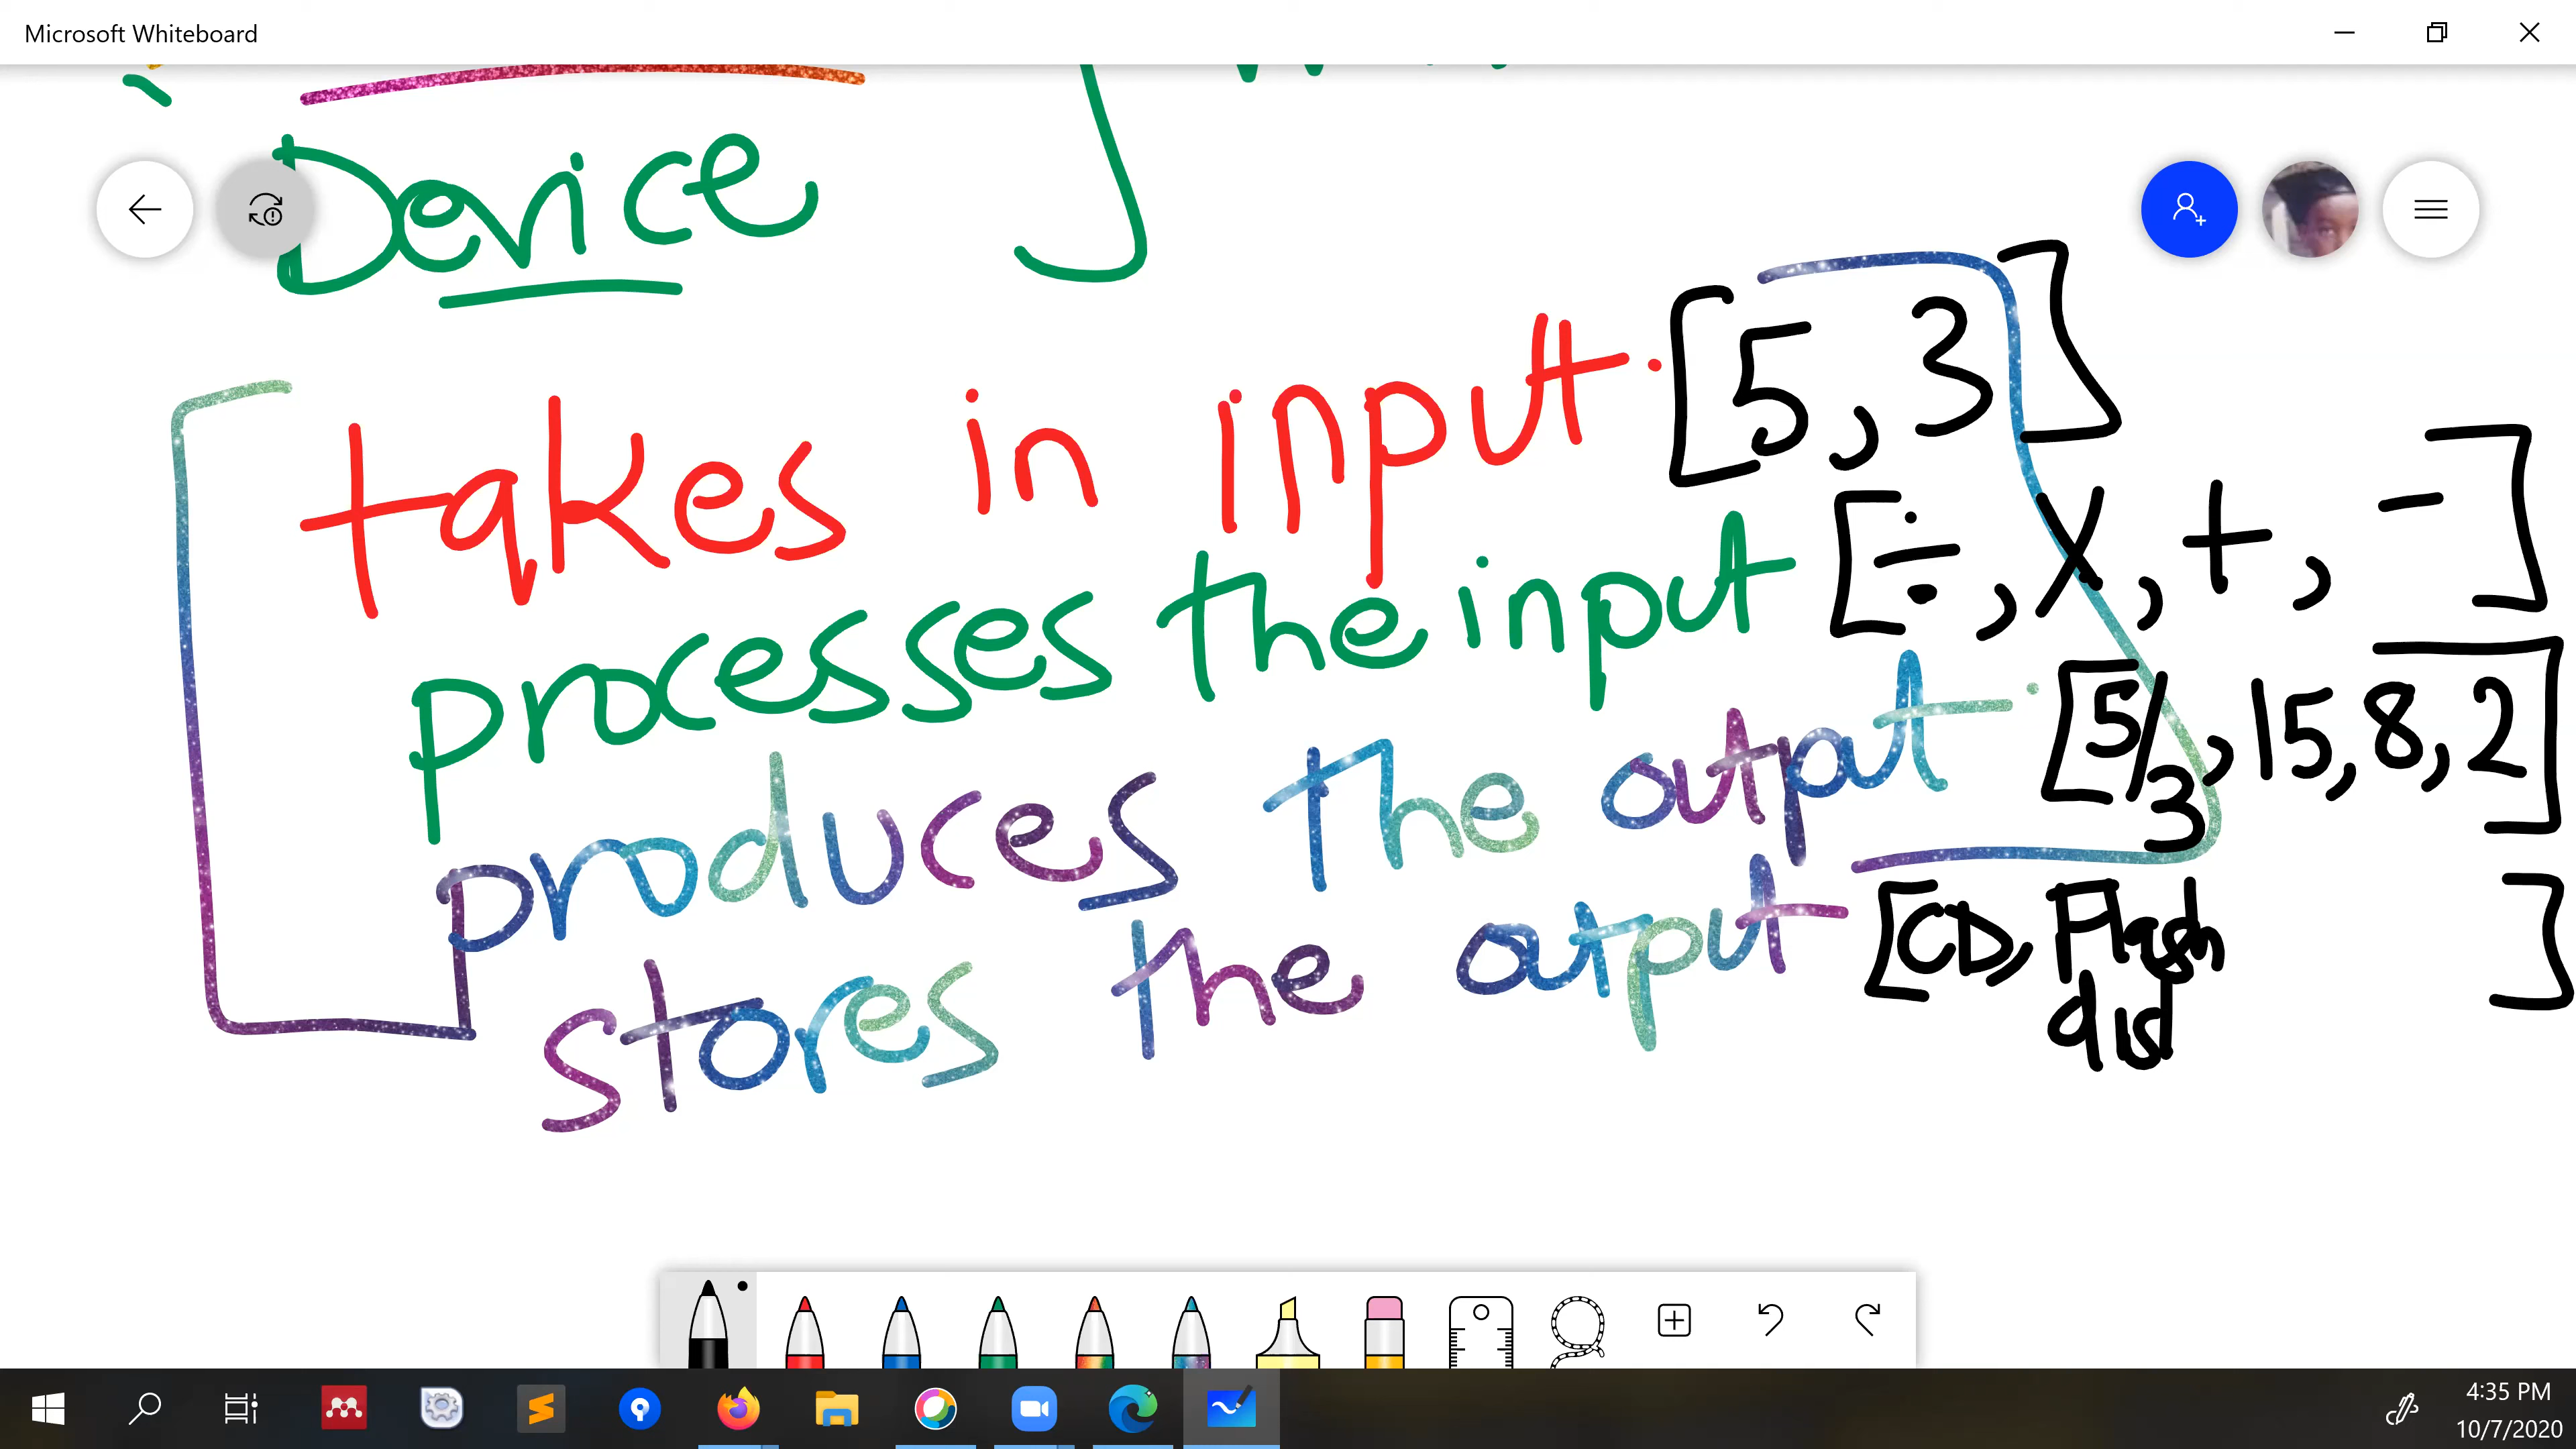 Microsoft Whiteboard
Device
takes in input. [5, 3]
processes the input [÷, x, +, -]
produces the output. [5/3, 15, 8, 2]
stores the output [CD, Flash ]
4:35 PM
10/7/2020